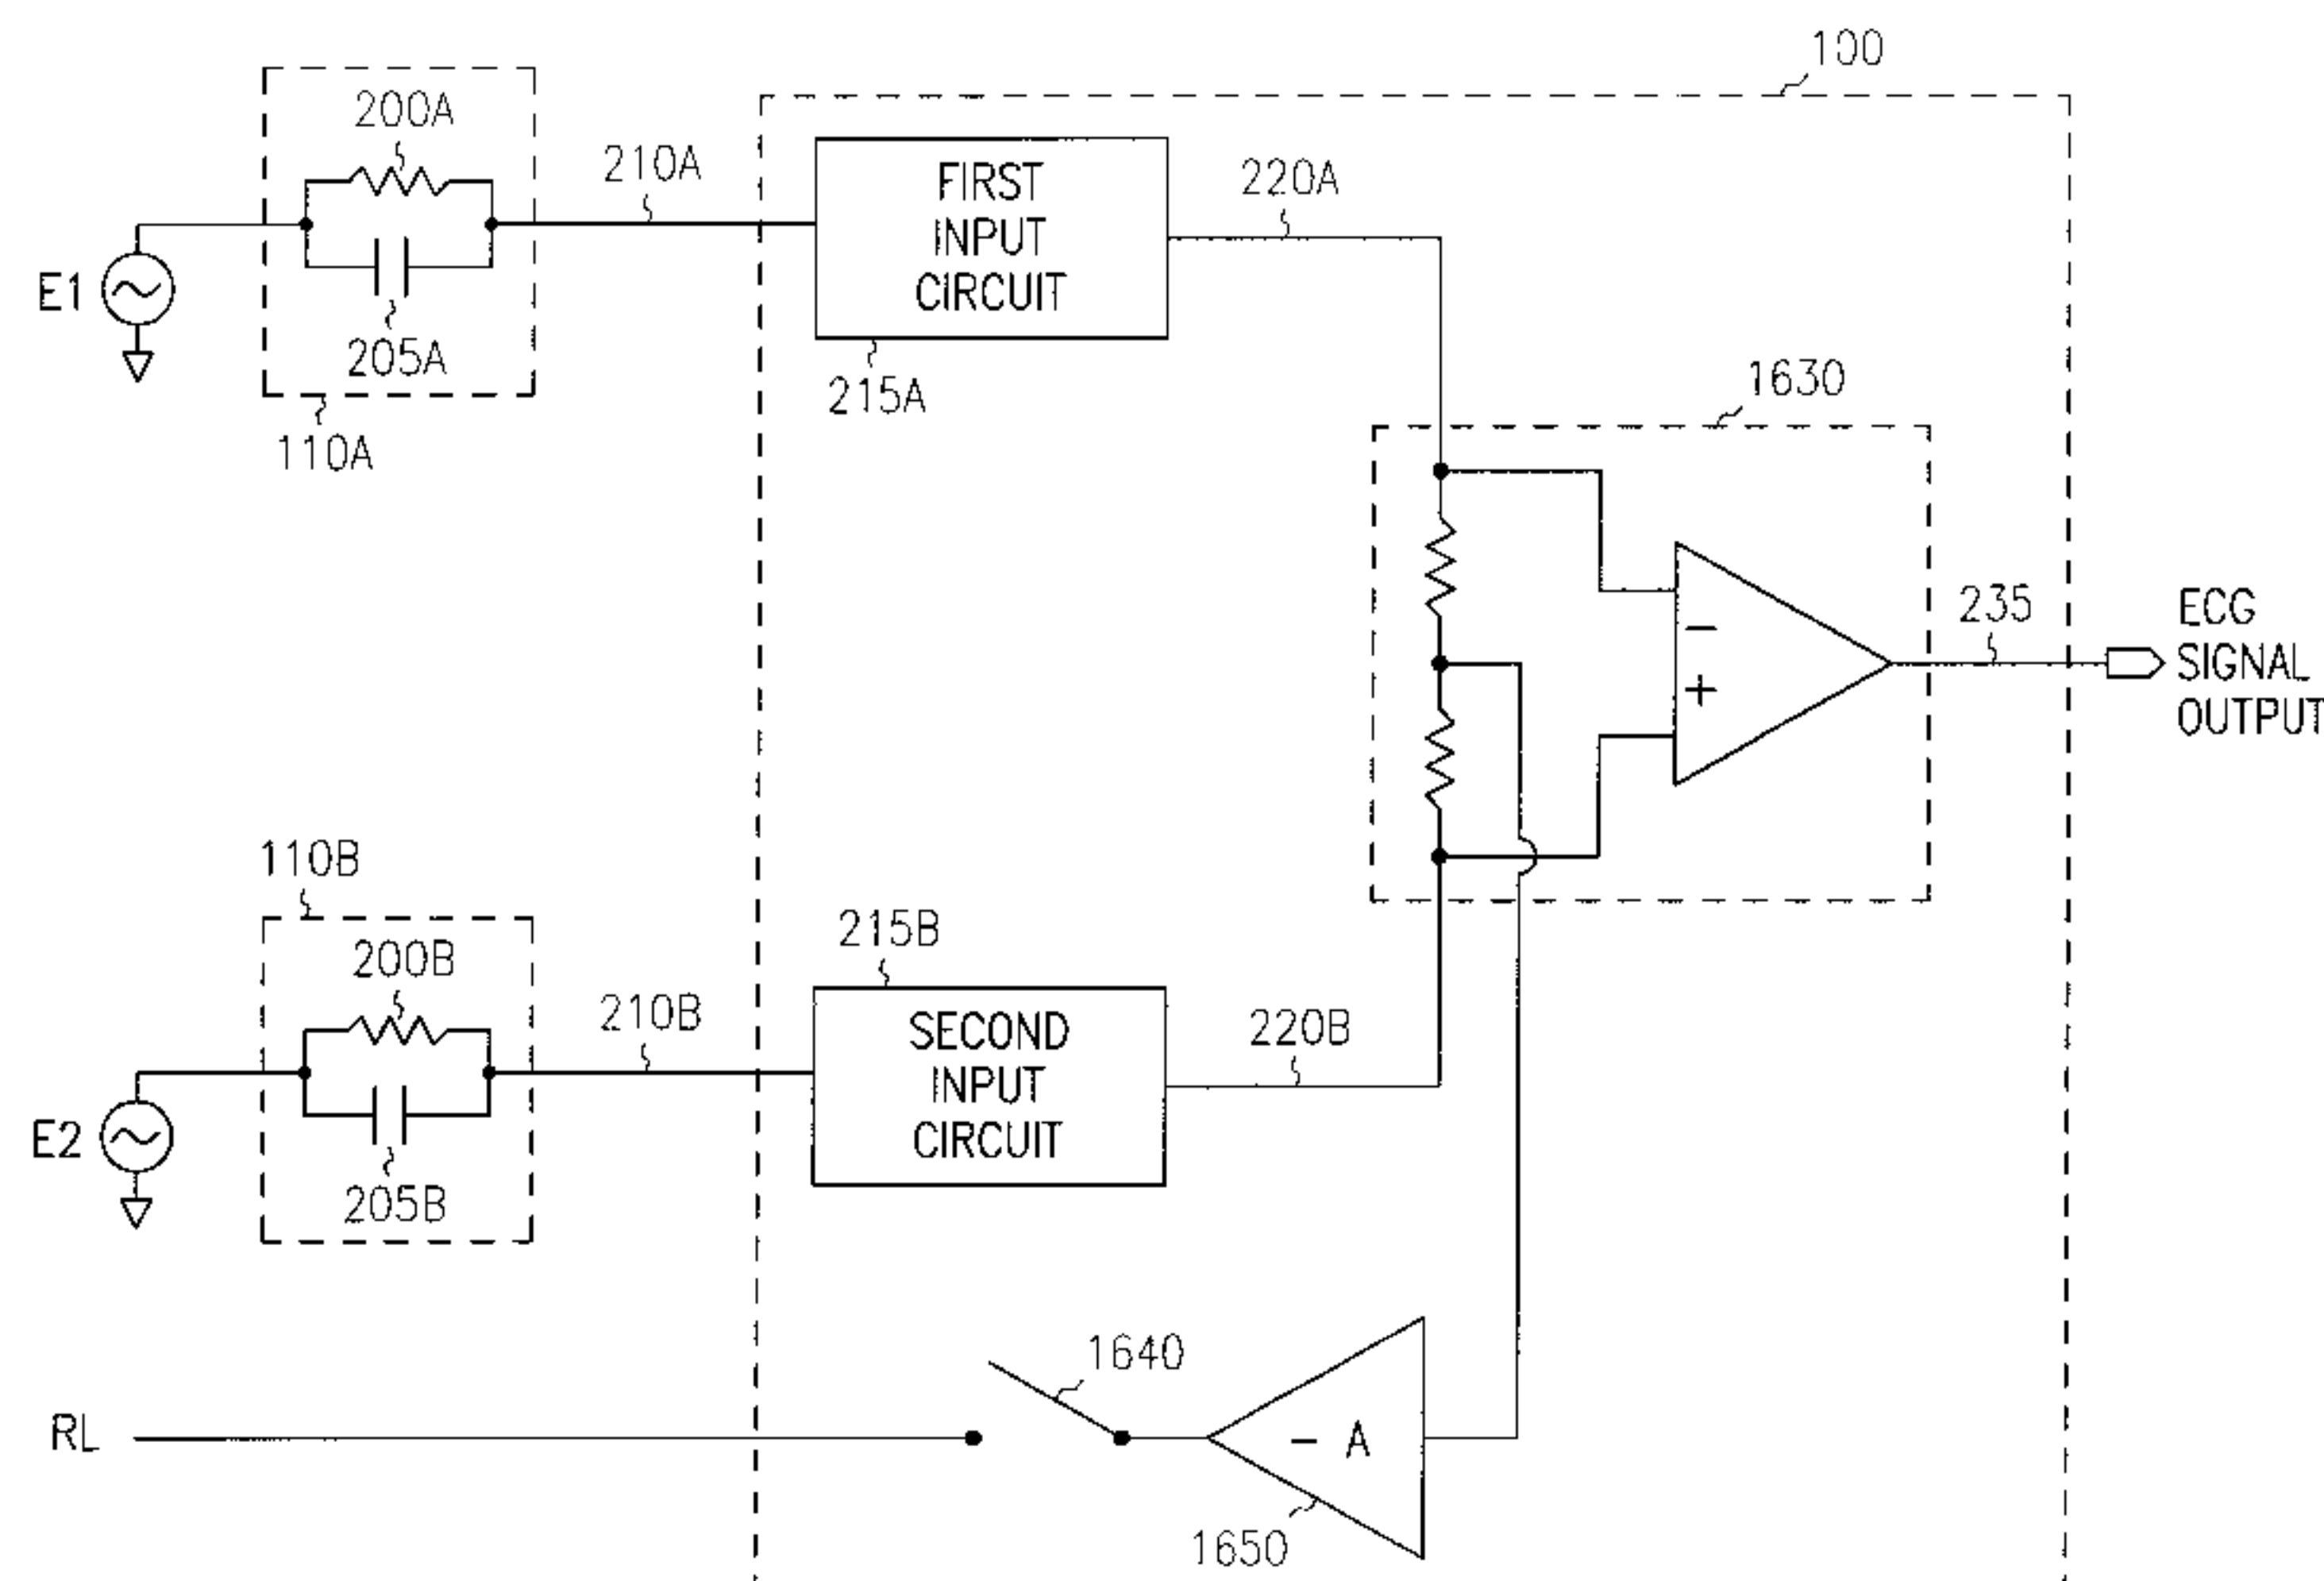 100
200A
210A
FIRST
INPUT
CIRCUIT
220A
E1
205A
215A
110A
1630
−
+
235
ECG
SIGNAL
OUTPUT
110B
200B
210B
215B
SECOND
INPUT
CIRCUIT
220B
E2
205B
1640
RL
− A
1650